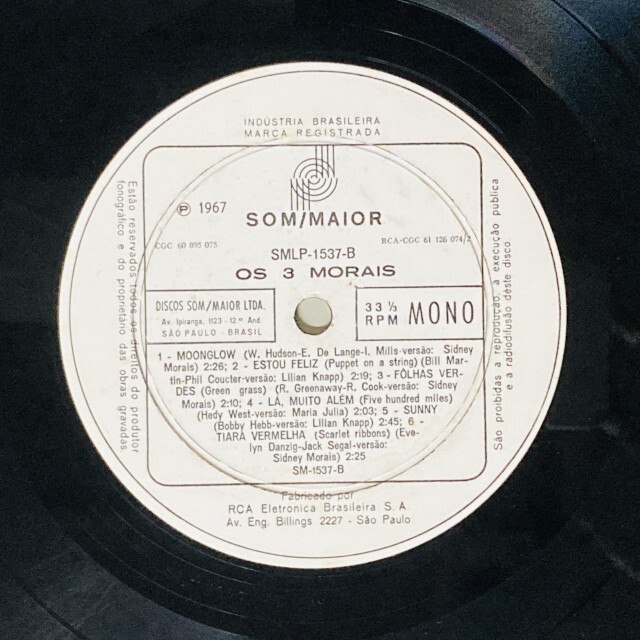 INDÚSTRIA BRASILEIRA
MARCA REGISTRADA
℗ 1967
SOM/MAIOR
CGC 60 095 075
SMLP-1537-B
RCA-CGC 61 126 074/2
OS 3 MORAIS
DISCOS SOM/MAIOR LTDA.
Av. Ipiranga, 1123 - 12.º And.
SÃO PAULO - BRASIL
33 ⅓
RPM
MONO
1 - MOONGLOW (W. Hudson-E. De Lange-I. Mills-versão: Sidney
Morais) 2:26; 2 - ESTOU FELIZ (Puppet on a string) (Bill Mar-
tin-Phil Coucter-versão: Lilian Knapp) 2:19; 3 - FÔLHAS VER-
DES (Green grass) (R. Greenaway-R. Cook-versão: Sidney
Morais) 2:10; 4 - LÁ, MUITO ALÉM (Five hundred miles)
(Hedy West-versão: Maria Julia) 2:03; 5 - SUNNY
(Bobby Hebb-versão: Lilian Knapp) 2:45; 6 -
TIARA VERMELHA (Scarlet ribbons) (Eve-
lyn Danzig-Jack Segal-versão:
Sidney Morais) 2:25
SM-1537-B
Fabricado por
RCA Eletronica Brasileira S.A.
Av. Eng. Billings 2227 - São Paulo
Estão reservados todos os direitos do produtor
fonográfico e do proprietário das obras gravadas.
São proibidas a reprodução, a execução publica
e a radiodifusão deste disco.